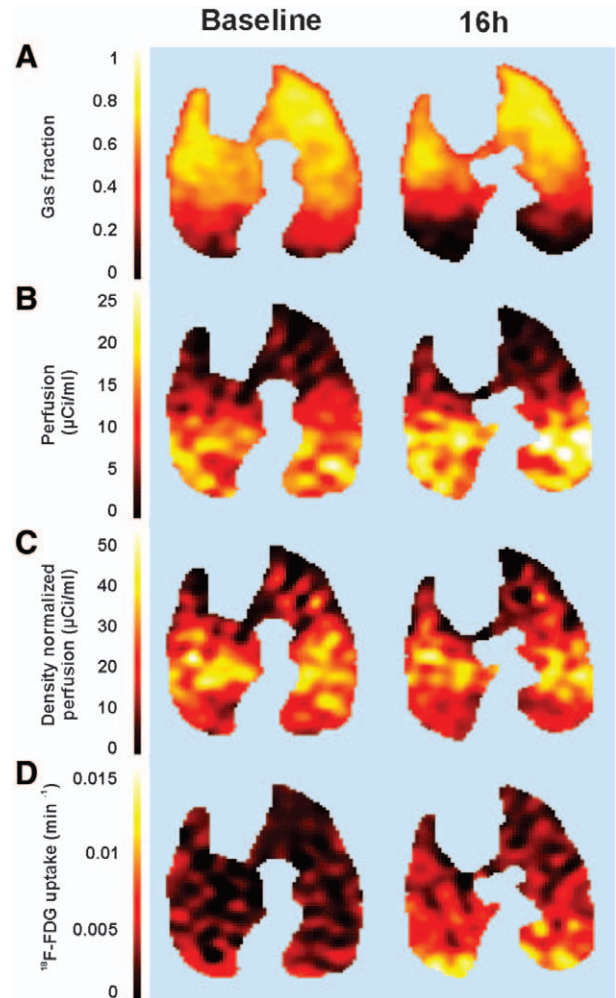 Baseline 16h
A
1
0.8
0.6
0.4
0.2
0
Gas fraction
B
25
20
15
10
5
0
Perfusion
(µCi/ml)
C
50
40
30
20
10
0
Density normalized
perfusion (µCi/ml)
D
0.015
0.01
0.005
0
¹⁸F-FDG uptake (min ⁻¹)